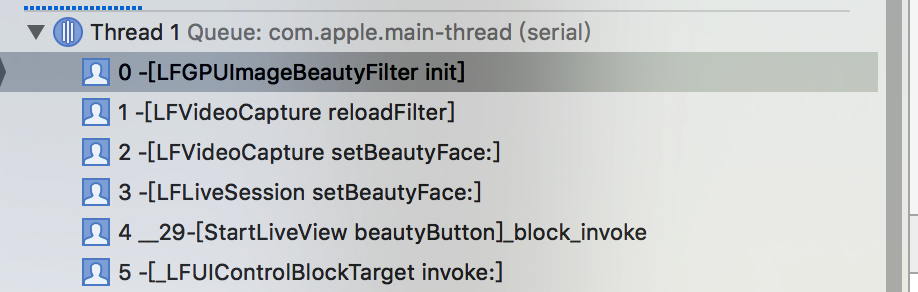 Thread 1 Queue: com.apple.main-thread (serial)
0 -[LFGPUImageBeautyFilter init]
1 -[LFVideoCapture reloadFilter]
2 -[LFVideoCapture setBeautyFace:]
3 -[LFLiveSession setBeautyFace:]
4 __29-[StartLiveView beautyButton]_block_invoke
5 -[_LFUIControlBlockTarget invoke:]